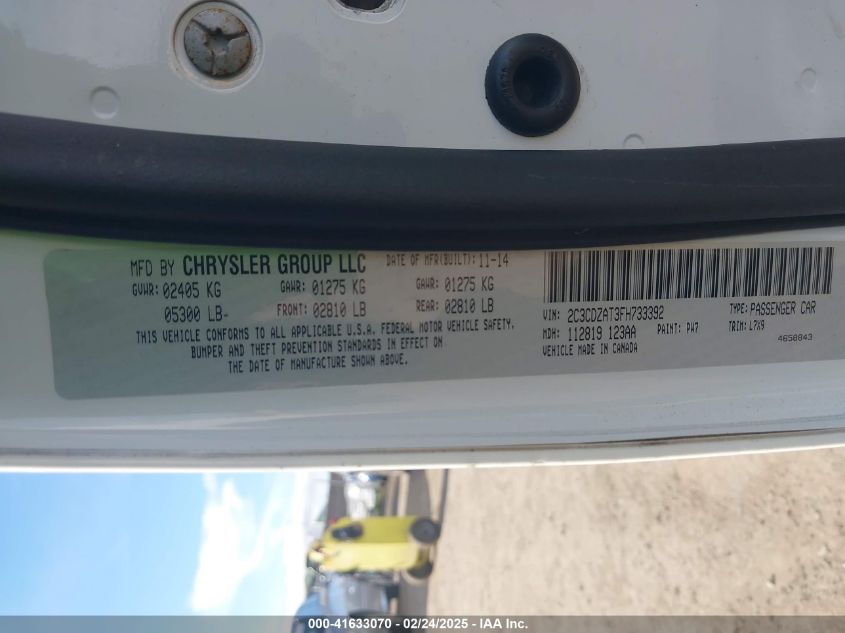 MFD BY CHRYSLER GROUP LLC DATE OF MFR(BUILT): 11-14
GVWR: 02405 KG GAWR: 01275 KG GAWR: 01275 KG
05300 LB- FRONT: 02810 LB REAR: 02810 LB
THIS VEHICLE CONFORMS TO ALL APPLICABLE U.S.A. FEDERAL MOTOR VEHICLE SAFETY,
BUMPER AND THEFT PREVENTION STANDARDS IN EFFECT ON
THE DATE OF MANUFACTURE SHOWN ABOVE.
VIN: 2C3CDZAT3FH733392 TYPE: PASSENGER CAR
MDH: 112819 123AA PAINT: PW7 TRIM: L7X9
VEHICLE MADE IN CANADA 4658843
000-41633070 - 02/24/2025 - IAA Inc.